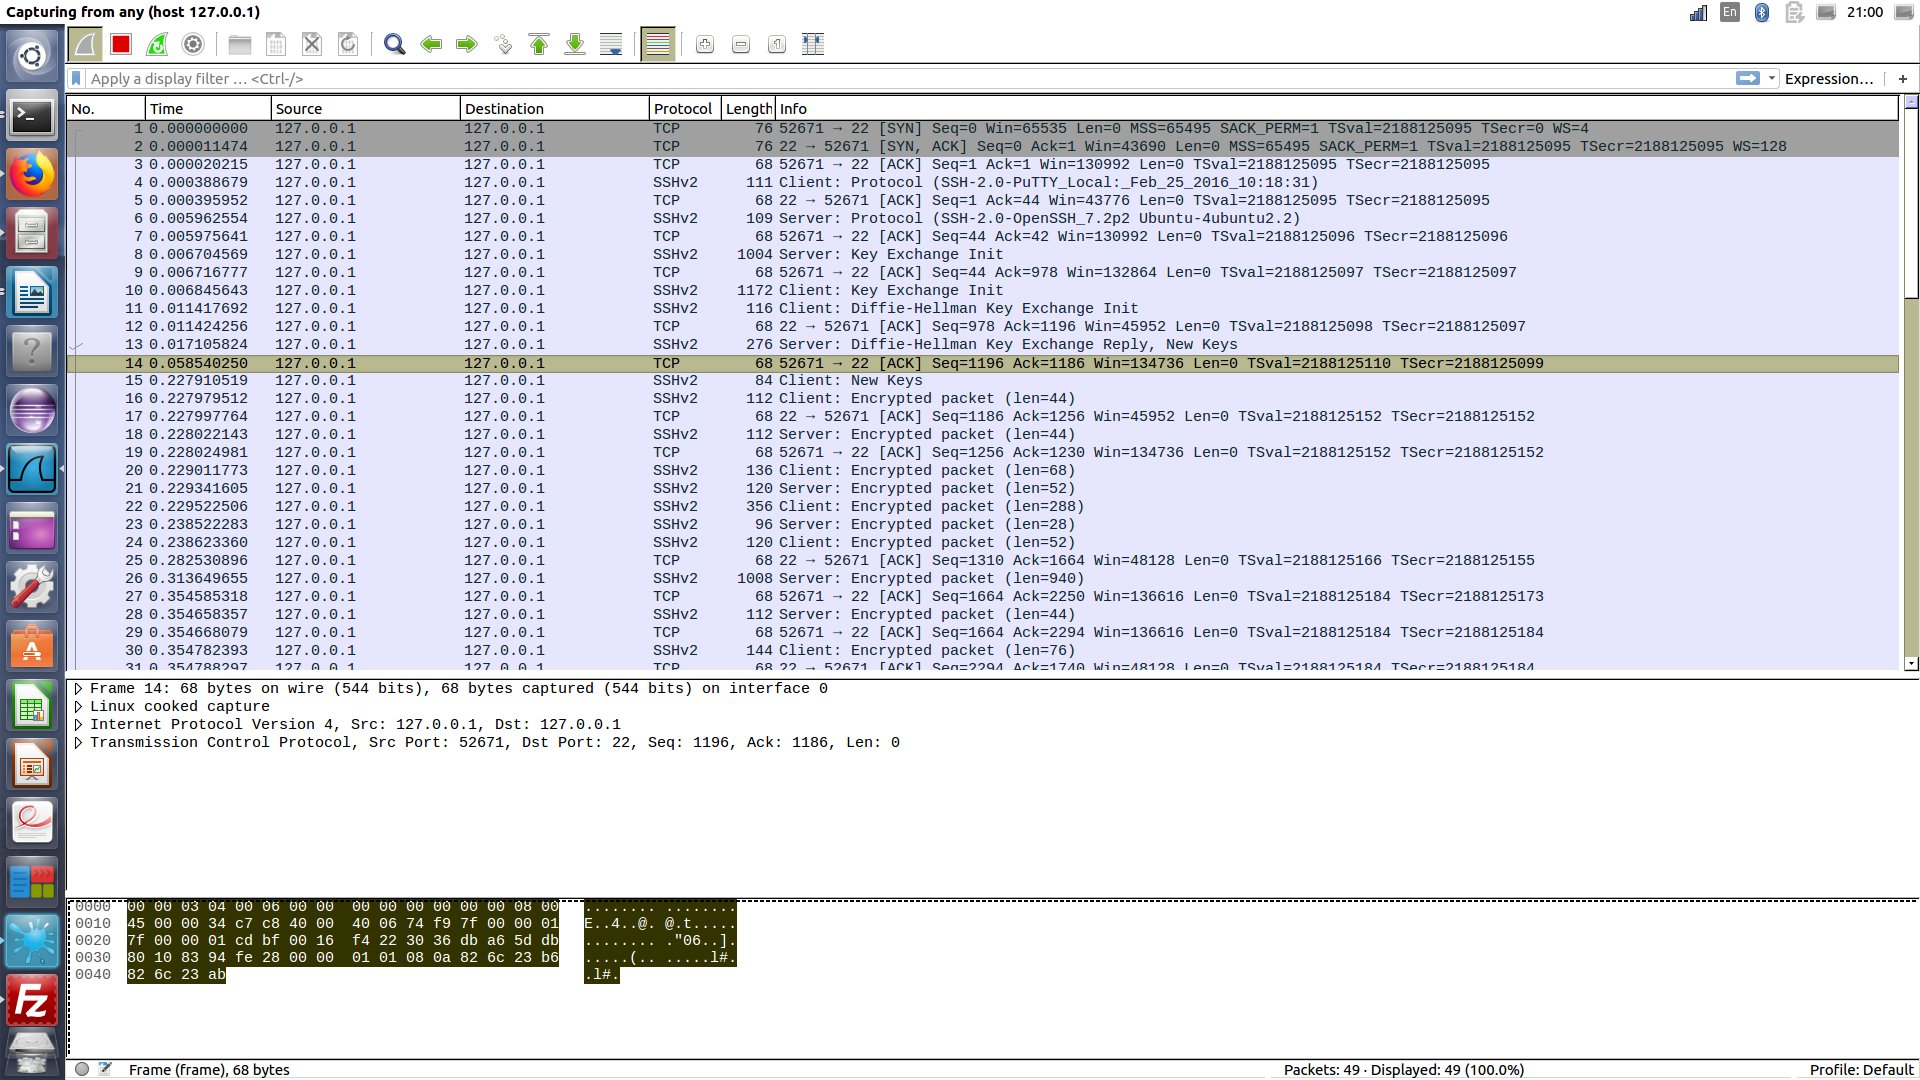 Capturing from any (host 127.0.0.1)
En
21:00
Apply a display filter … <Ctrl-/>
Expression… +
No. Time Source Destination Protocol Length Info
1 0.000000000 127.0.0.1 127.0.0.1 TCP 76 52671 → 22 [SYN] Seq=0 Win=65535 Len=0 MSS=65495 SACK_PERM=1 TSval=2188125095 TSecr=0 WS=4
2 0.000011474 127.0.0.1 127.0.0.1 TCP 76 22 → 52671 [SYN, ACK] Seq=0 Ack=1 Win=43690 Len=0 MSS=65495 SACK_PERM=1 TSval=2188125095 TSecr=2188125095 WS=128
3 0.000020215 127.0.0.1 127.0.0.1 TCP 68 52671 → 22 [ACK] Seq=1 Ack=1 Win=130992 Len=0 TSval=2188125095 TSecr=2188125095
4 0.000388679 127.0.0.1 127.0.0.1 SSHv2 111 Client: Protocol (SSH-2.0-PuTTY_Local:_Feb_25_2016_10:18:31)
5 0.000395952 127.0.0.1 127.0.0.1 TCP 68 22 → 52671 [ACK] Seq=1 Ack=44 Win=43776 Len=0 TSval=2188125095 TSecr=2188125095
6 0.005962554 127.0.0.1 127.0.0.1 SSHv2 109 Server: Protocol (SSH-2.0-OpenSSH_7.2p2 Ubuntu-4ubuntu2.2)
7 0.005975641 127.0.0.1 127.0.0.1 TCP 68 52671 → 22 [ACK] Seq=44 Ack=42 Win=130992 Len=0 TSval=2188125096 TSecr=2188125096
8 0.006704569 127.0.0.1 127.0.0.1 SSHv2 1004 Server: Key Exchange Init
9 0.006716777 127.0.0.1 127.0.0.1 TCP 68 52671 → 22 [ACK] Seq=44 Ack=978 Win=132864 Len=0 TSval=2188125097 TSecr=2188125097
10 0.006845643 127.0.0.1 127.0.0.1 SSHv2 1172 Client: Key Exchange Init
11 0.011417692 127.0.0.1 127.0.0.1 SSHv2 116 Client: Diffie-Hellman Key Exchange Init
12 0.011424256 127.0.0.1 127.0.0.1 TCP 68 22 → 52671 [ACK] Seq=978 Ack=1196 Win=45952 Len=0 TSval=2188125098 TSecr=2188125097
13 0.017105824 127.0.0.1 127.0.0.1 SSHv2 276 Server: Diffie-Hellman Key Exchange Reply, New Keys
14 0.058540250 127.0.0.1 127.0.0.1 TCP 68 52671 → 22 [ACK] Seq=1196 Ack=1186 Win=134736 Len=0 TSval=2188125110 TSecr=2188125099
15 0.227910519 127.0.0.1 127.0.0.1 SSHv2 84 Client: New Keys
16 0.227979512 127.0.0.1 127.0.0.1 SSHv2 112 Client: Encrypted packet (len=44)
17 0.227997764 127.0.0.1 127.0.0.1 TCP 68 22 → 52671 [ACK] Seq=1186 Ack=1256 Win=45952 Len=0 TSval=2188125152 TSecr=2188125152
18 0.228022143 127.0.0.1 127.0.0.1 SSHv2 112 Server: Encrypted packet (len=44)
19 0.228024981 127.0.0.1 127.0.0.1 TCP 68 52671 → 22 [ACK] Seq=1256 Ack=1230 Win=134736 Len=0 TSval=2188125152 TSecr=2188125152
20 0.229011773 127.0.0.1 127.0.0.1 SSHv2 136 Client: Encrypted packet (len=68)
21 0.229341605 127.0.0.1 127.0.0.1 SSHv2 120 Server: Encrypted packet (len=52)
22 0.229522506 127.0.0.1 127.0.0.1 SSHv2 356 Client: Encrypted packet (len=288)
23 0.238522283 127.0.0.1 127.0.0.1 SSHv2 96 Server: Encrypted packet (len=28)
24 0.238623360 127.0.0.1 127.0.0.1 SSHv2 120 Client: Encrypted packet (len=52)
25 0.282530896 127.0.0.1 127.0.0.1 TCP 68 22 → 52671 [ACK] Seq=1310 Ack=1664 Win=48128 Len=0 TSval=2188125166 TSecr=2188125155
26 0.313649655 127.0.0.1 127.0.0.1 SSHv2 1008 Server: Encrypted packet (len=940)
27 0.354585318 127.0.0.1 127.0.0.1 TCP 68 52671 → 22 [ACK] Seq=1664 Ack=2250 Win=136616 Len=0 TSval=2188125184 TSecr=2188125173
28 0.354658357 127.0.0.1 127.0.0.1 SSHv2 112 Server: Encrypted packet (len=44)
29 0.354668079 127.0.0.1 127.0.0.1 TCP 68 52671 → 22 [ACK] Seq=1664 Ack=2294 Win=136616 Len=0 TSval=2188125184 TSecr=2188125184
30 0.354782393 127.0.0.1 127.0.0.1 SSHv2 144 Client: Encrypted packet (len=76)
31 0.354788297 127.0.0.1 127.0.0.1 TCP 68 22 → 52671 [ACK] Seq=2294 Ack=1740 Win=48128 Len=0 TSval=2188125184 TSecr=2188125184
Frame 14: 68 bytes on wire (544 bits), 68 bytes captured (544 bits) on interface 0
Linux cooked capture
Internet Protocol Version 4, Src: 127.0.0.1, Dst: 127.0.0.1
Transmission Control Protocol, Src Port: 52671, Dst Port: 22, Seq: 1196, Ack: 1186, Len: 0
0000 00 00 03 04 00 06 00 00 00 00 00 00 00 00 08 00 ........ ........
0010 45 00 00 34 c7 c8 40 00 40 06 74 f9 7f 00 00 01 E..4..@. @.t.....
0020 7f 00 00 01 cd bf 00 16 f4 22 30 36 db a6 5d db ........ ."06..].
0030 80 10 83 94 fe 28 00 00 01 01 08 0a 82 6c 23 b6 .....(.. .....l#.
0040 82 6c 23 ab .l#.
Fz
Frame (frame), 68 bytes
Packets: 49 · Displayed: 49 (100.0%)
Profile: Default